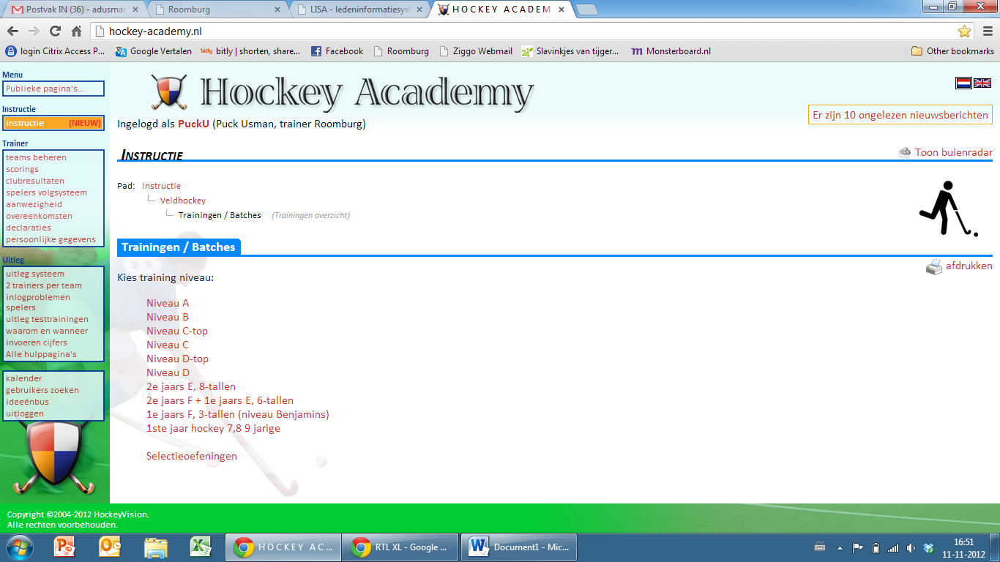 Postvak IN (36) - adusmar
Roomburg
LISA - ledeninformatiesyst
H O C K E Y A C A D E M
hockey-academy.nl
login Citrix Access P...
Google Vertalen
bitly | shorten, share...
Facebook
Roomburg
Ziggo Webmail
Slavinkjes van tijger...
Monsterboard.nl
Other bookmarks
Menu
Publieke pagina's...
Instructie
instructie [NIEUW]
Trainer
teams beheren
scorings
clubresultaten
spelers volgsysteem
aanwezigheid
overeenkomsten
declaraties
persoonlijke gegevens
Uitleg
uitleg systeem
2 trainers per team
inlogproblemen
spelers
uitleg testtrainingen
waarom en wanneer
invoeren cijfers
Alle hulppagina's
kalender
gebruikers zoeken
ideeënbus
uitloggen
Hockey Academy
Ingelogd als PuckU (Puck Usman, trainer Roomburg)
Er zijn 10 ongelezen nieuwsberichten
INSTRUCTIE
Toon buienradar
Pad: Instructie
Veldhockey
Trainingen / Batches (Trainingen overzicht)
Trainingen / Batches
afdrukken
Kies training niveau:
Niveau A
Niveau B
Niveau C-top
Niveau C
Niveau D-top
Niveau D
2e jaars E, 8-tallen
2e jaars F + 1e jaars E, 6-tallen
1e jaars F, 3-tallen (niveau Benjamins)
1ste jaar hockey 7,8 9 jarige
Selectieoefeningen
Copyright ©2004-2012 HockeyVision.
Alle rechten voorbehouden.
H O C K E Y A C ...
RTL XL - Google ...
Document1 - Mic...
16:51
11-11-2012